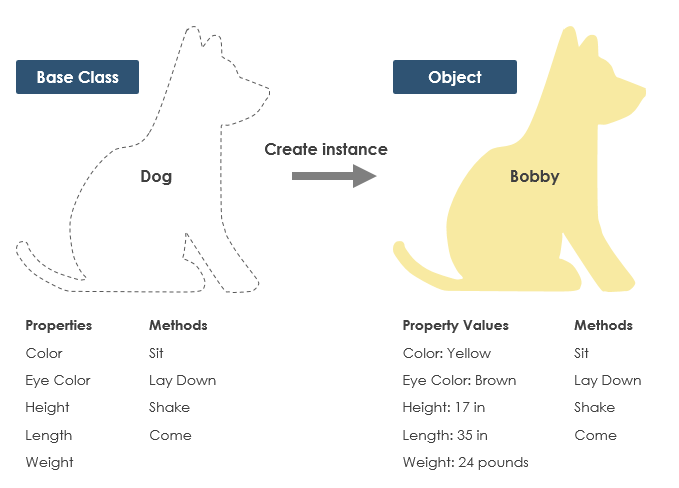 Base Class
Object
Create instance
Dog
Bobby
Properties
Methods
Color
Sit
Eye Color
Lay Down
Height
Shake
Length
Come
Weight
Property Values
Methods
Color: Yellow
Sit
Eye Color: Brown
Lay Down
Height: 17 in
Shake
Length: 35 in
Come
Weight: 24 pounds